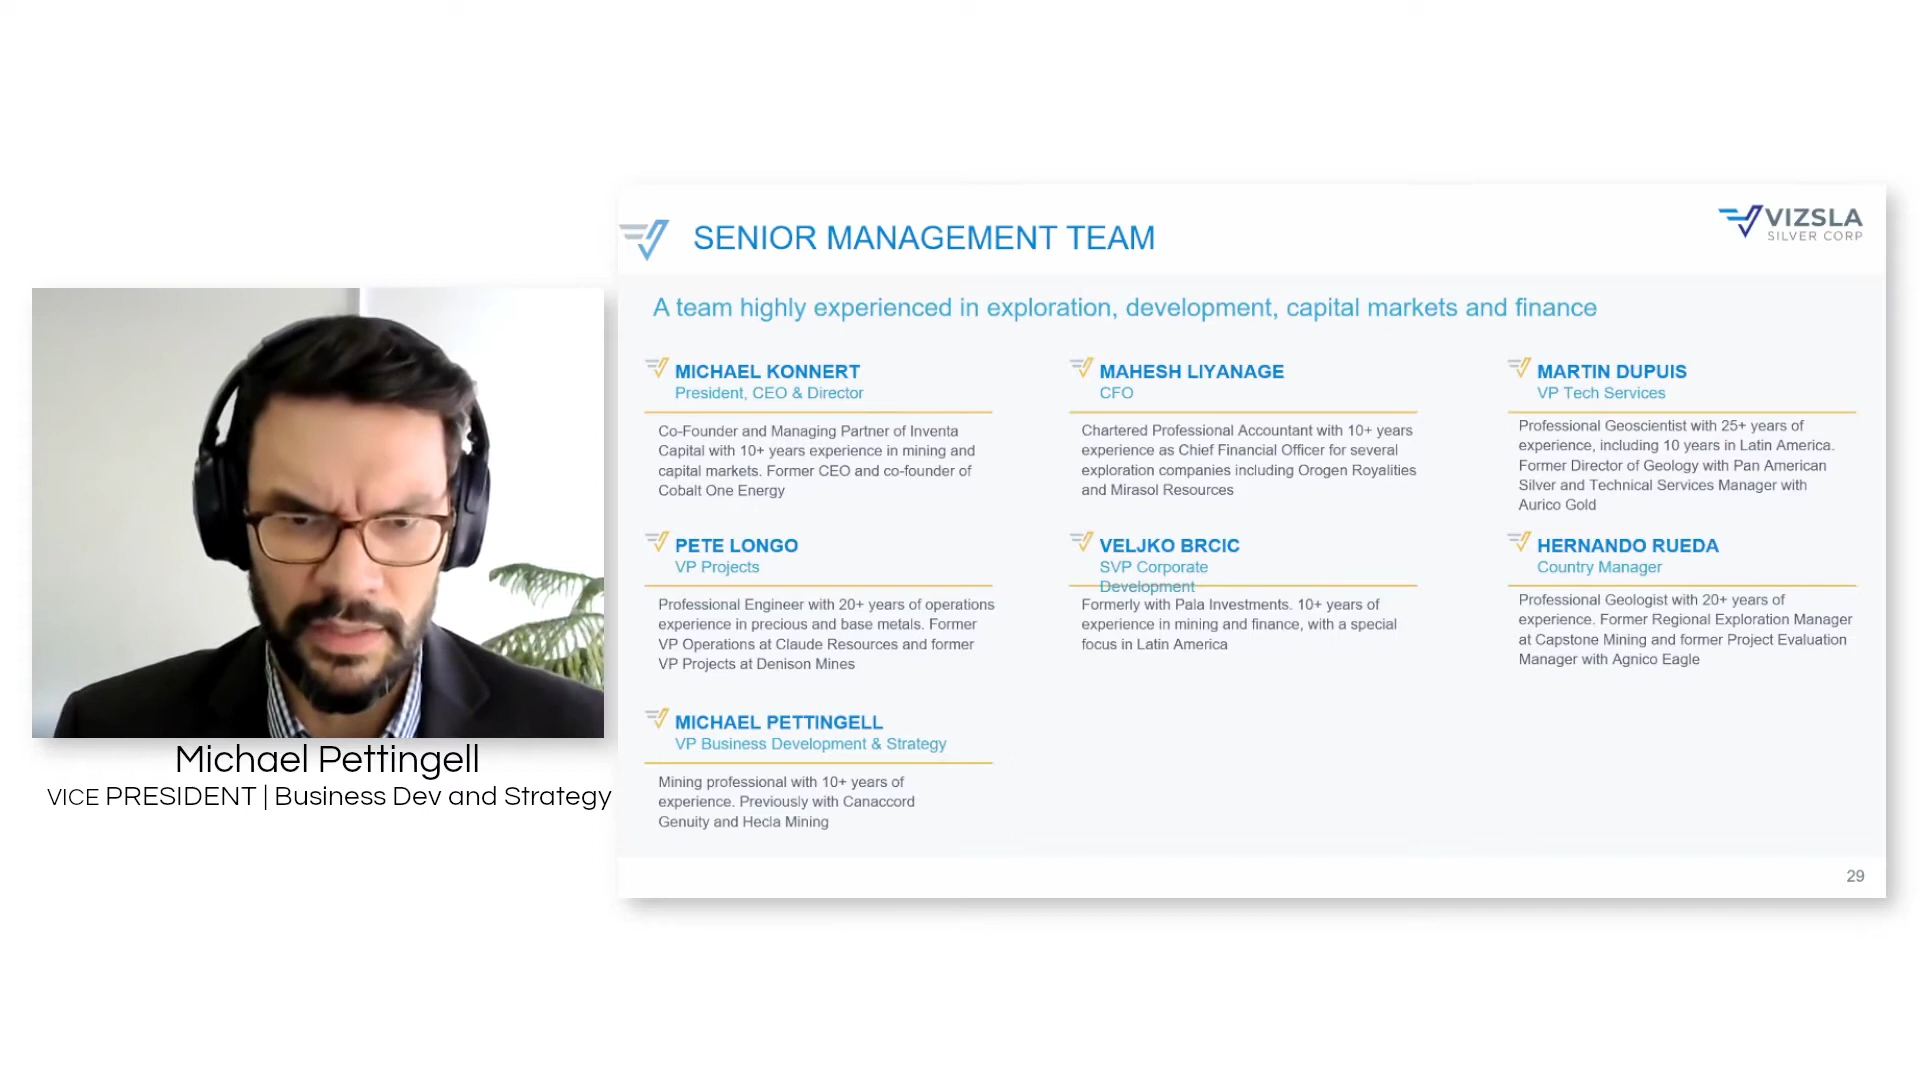 SENIOR MANAGEMENT TEAM
VIZSLA
SILVER CORP
A team highly experienced in exploration, development, capital markets and finance
MICHAEL KONNERT
President, CEO & Director
Co-Founder and Managing Partner of Inventa
Capital with 10+ years experience in mining and
capital markets. Former CEO and co-founder of
Cobalt One Energy
MAHESH LIYANAGE
CFO
Chartered Professional Accountant with 10+ years
experience as Chief Financial Officer for several
exploration companies including Orogen Royalities
and Mirasol Resources
MARTIN DUPUIS
VP Tech Services
Professional Geoscientist with 25+ years of
experience, including 10 years in Latin America.
Former Director of Geology with Pan American
Silver and Technical Services Manager with
Aurico Gold
PETE LONGO
VP Projects
Professional Engineer with 20+ years of operations
experience in precious and base metals. Former
VP Operations at Claude Resources and former
VP Projects at Denison Mines
VELJKO BRCIC
SVP Corporate
Development
Formerly with Pala Investments. 10+ years of
experience in mining and finance, with a special
focus in Latin America
HERNANDO RUEDA
Country Manager
Professional Geologist with 20+ years of
experience. Former Regional Exploration Manager
at Capstone Mining and former Project Evaluation
Manager with Agnico Eagle
MICHAEL PETTINGELL
VP Business Development & Strategy
Mining professional with 10+ years of
experience. Previously with Canaccord
Genuity and Hecla Mining
29
Michael Pettingell
VICE PRESIDENT | Business Dev and Strategy